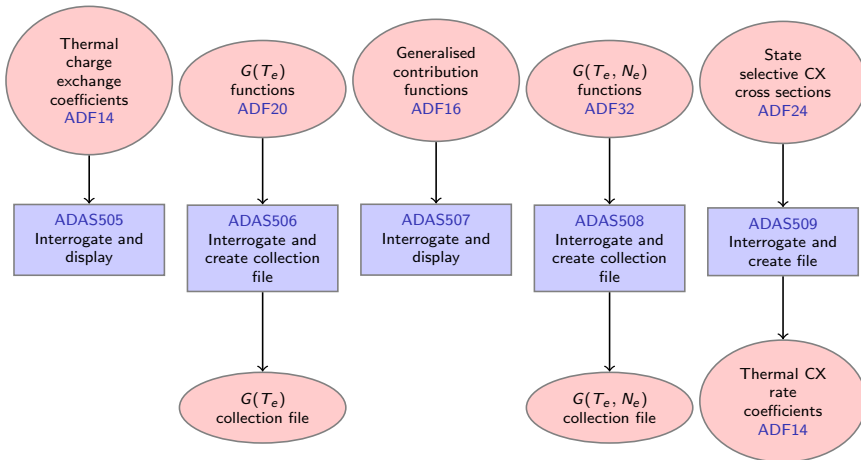 Thermal
charge
exchange
coefficients
ADF14
G(Tₑ)
functions
ADF20
Generalised
contribution
functions
ADF16
G(Tₑ, Nₑ)
functions
ADF32
State
selective CX
cross sections
ADF24
ADAS505
Interrogate and
display
ADAS506
Interrogate and
create collection
file
ADAS507
Interrogate and
display
ADAS508
Interrogate and
create collection
file
ADAS509
Interrogate and
create file
G(Tₑ)
collection file
G(Tₑ, Nₑ)
collection file
Thermal CX
rate
coefficients
ADF14